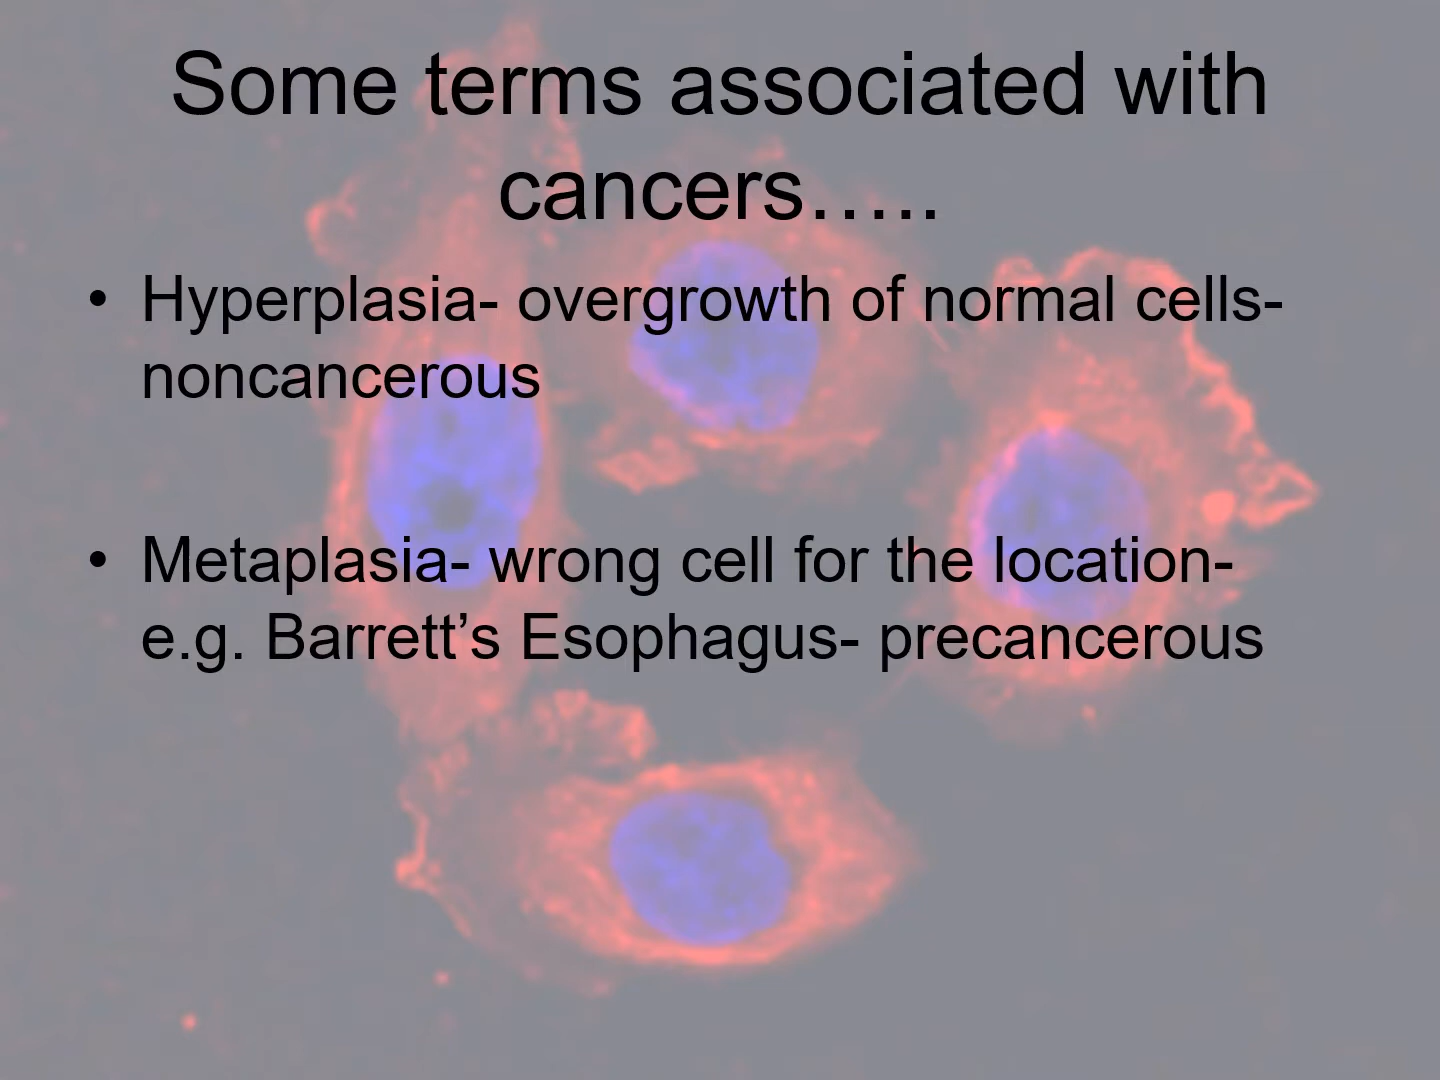 Some terms associated with
cancers…..
• Hyperplasia- overgrowth of normal cells-
noncancerous
• Metaplasia- wrong cell for the location-
e.g. Barrett’s Esophagus- precancerous